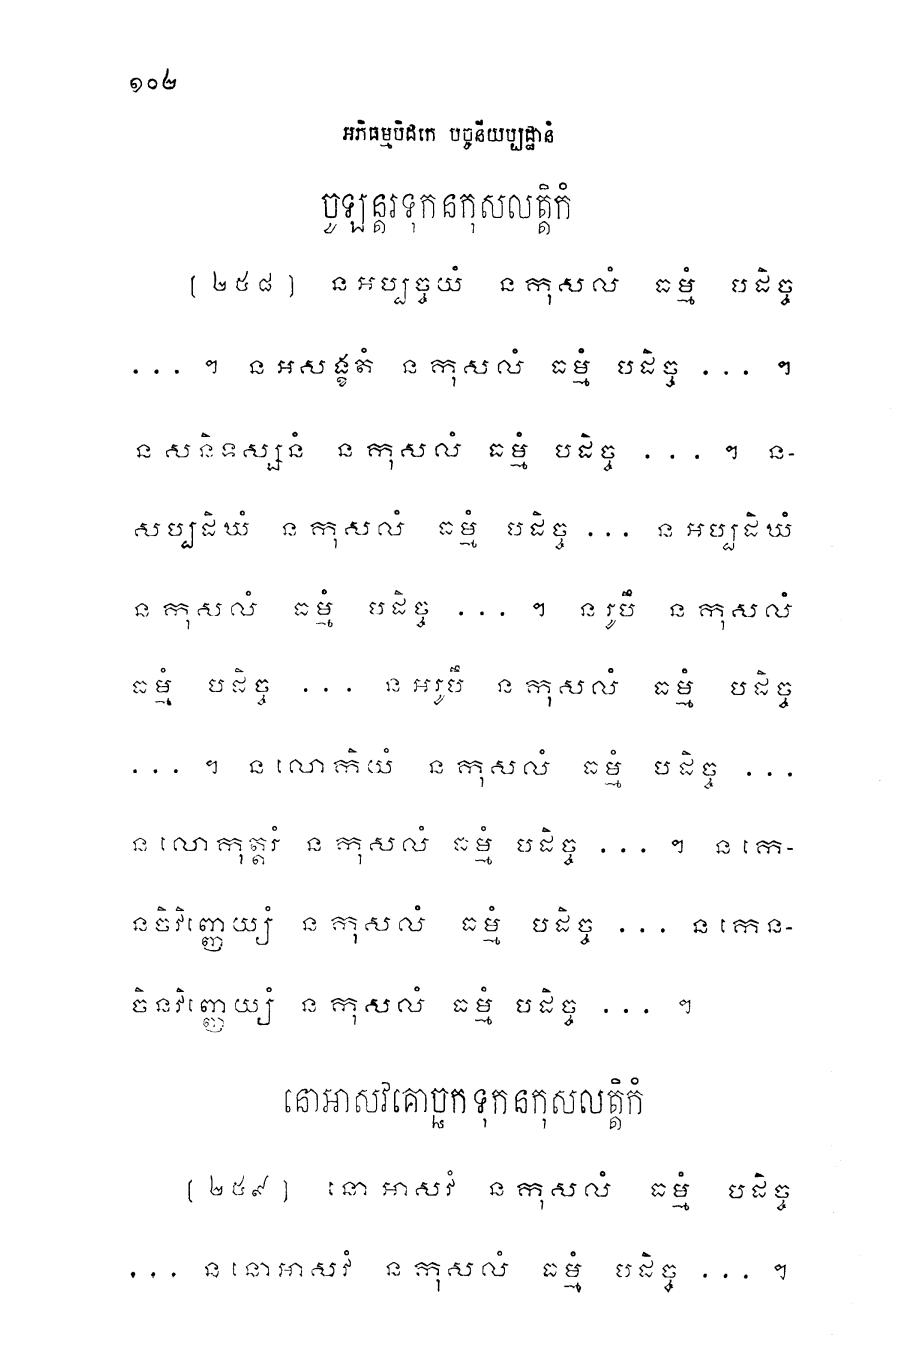 ១០២
អភិធម្មបិដកេ បច្ចនីយប្បដ្ឋានំ
ចូឡន្តរទុកនកុសលត្តិកំ
[ ២៥៨ ] នអប្បច្ចយំ នកុសលំ ធម្មំ បដិច្ច
... ។ នអសង្ខតំ នកុសលំ ធម្មំ បដិច្ច ... ។
នសនិទស្សនំ នកុសលំ ធម្មំ បដិច្ច ... ។ ន-
សប្បដិឃំ នកុសលំ ធម្មំ បដិច្ច ... នអប្បដិឃំ
នកុសលំ ធម្មំ បដិច្ច ... ។ នរូបឹ នកុសលំ
ធម្មំ បដិច្ច ... នអរូបឹ នកុសលំ ធម្មំ បដិច្ច
... ។ នលោកិយំ នកុសលំ ធម្មំ បដិច្ច ...
នលោកុត្តរំ នកុសលំ ធម្មំ បដិច្ច ... ។ នកេ-
នចិវិញ្ញេយ្យំ នកុសលំ ធម្មំ បដិច្ច ... នកេន-
ចិនវិញ្ញេយ្យំ នកុសលំ ធម្មំ បដិច្ច ... ។
នោអាសវគោច្ឆកទុកនកុសលត្តិកំ
[ ២៥៩ ] នោអាសវំ នកុសលំ ធម្មំ បដិច្ច
... ននោអាសវំ នកុសលំ ធម្មំ បដិច្ច ... ។